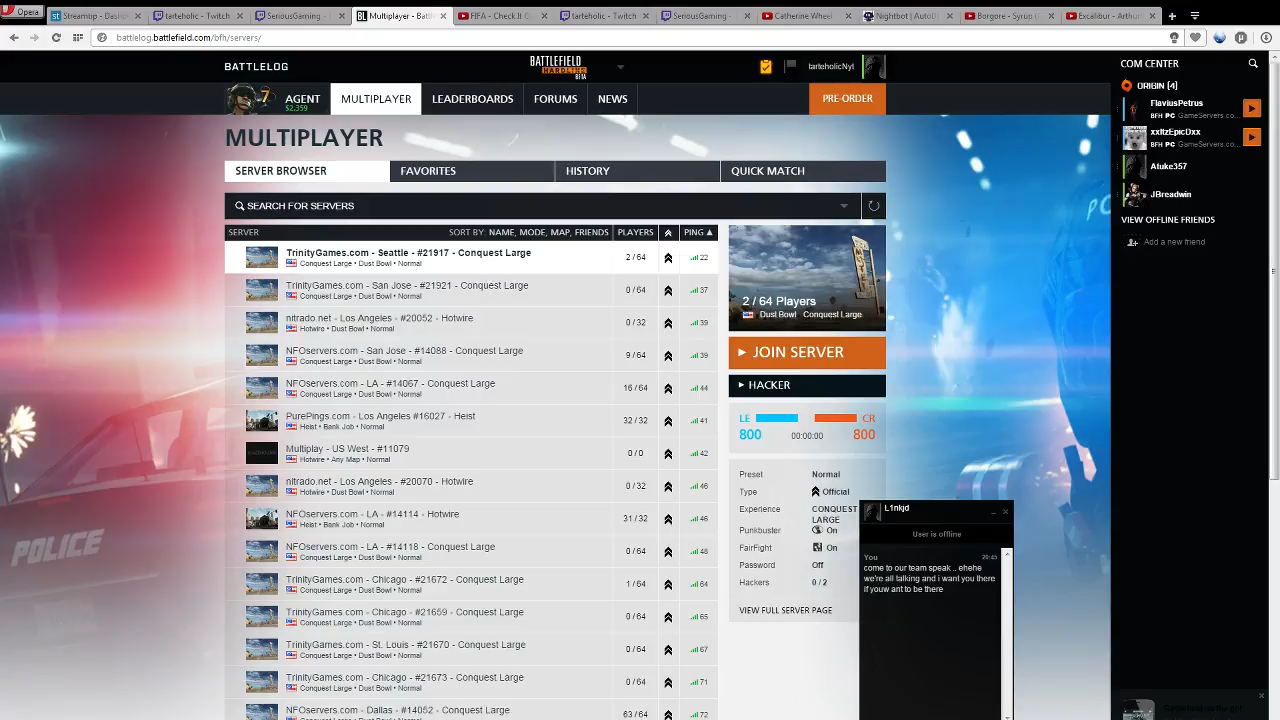 Opera
Streampro - Dashb
tarteholic - Twitch
SeriousGaming -
Multiplayer - Battl
FIFA - Check It O
tarteholic - Twitch
SeriousGaming -
Catherine Wheel
Nightbot | AutoD
Borgore - Syrup (
Excalibur - Arthur
battlelog.battlefield.com/bfh/servers/
BATTLELOG
BATTLEFIELD
HARDLINE
BETA
tarteholicNyt
COM CENTER
7
AGENT
$2,359
MULTIPLAYER
LEADERBOARDS
FORUMS
NEWS
PRE-ORDER
ORIGIN [4]
FlaviusPetrus
BFH PC GameServers.co...
xxItzEpicDxx
BFH PC GameServers.co...
Atuke357
JBreadwin
VIEW OFFLINE FRIENDS
Add a new friend
MULTIPLAYER
SERVER BROWSER
FAVORITES
HISTORY
QUICK MATCH
SEARCH FOR SERVERS
SERVER
SORT BY: NAME, MODE, MAP, FRIENDS
PLAYERS
PING
TrinityGames.com - Seattle - #21917 - Conquest Large
Conquest Large • Dust Bowl • Normal
2 / 64
22
TrinityGames.com - San Jose - #21921 - Conquest Large
Conquest Large • Dust Bowl • Normal
0 / 64
37
nitrado.net - Los Angeles - #20052 - Hotwire
Hotwire • Dust Bowl • Normal
0 / 32
39
NFOservers.com - San Jose - #14088 - Conquest Large
Conquest Large • Dust Bowl • Normal
0 / 64
39
NFOservers.com - LA - #14067 - Conquest Large
Conquest Large • Dust Bowl • Normal
16 / 64
44
PurePings.com - Los Angeles #16027 - Heist
Heist • Bank Job • Normal
32 / 32
41
Multiplay - US West - #11079
Hotwire • Any Map • Normal
0 / 0
42
nitrado.net - Los Angeles - #20070 - Hotwire
Hotwire • Dust Bowl • Normal
0 / 32
NFOservers.com - LA - #14114 - Hotwire
Heist • Bank Job • Normal
31 / 32
46
NFOservers.com - LA - #14118 - Conquest Large
Conquest Large • Dust Bowl • Normal
0 / 64
48
TrinityGames.com - Chicago - #21672 - Conquest Large
Conquest Large • Dust Bowl • Normal
1 / 64
64
TrinityGames.com - Chicago - #21659 - Conquest Large
Conquest Large • Dust Bowl • Normal
0 / 64
65
TrinityGames.com - St. Louis - #21670 - Conquest Large
Conquest Large • Dust Bowl • Normal
0 / 64
67
TrinityGames.com - Chicago - #21670 - Conquest Large
Conquest Large • Dust Bowl • Normal
0 / 64
71
NFOservers.com - Dallas - Conquest Large
2 / 64 Players
Dust Bowl Conquest Large
JOIN SERVER
HACKER
LE
CR
800
00:00:00
800
Preset Normal
Type Official
Experience CONQUEST
LARGE
Punkbuster On
FairFight On
Password Off
Hackers 0 / 2
VIEW FULL SERVER PAGE
L1nkjd
User is offline
You
20:45
come to our team speak .. ehehe
we're all talking and i want you there
if youw ant to be there
POLICE